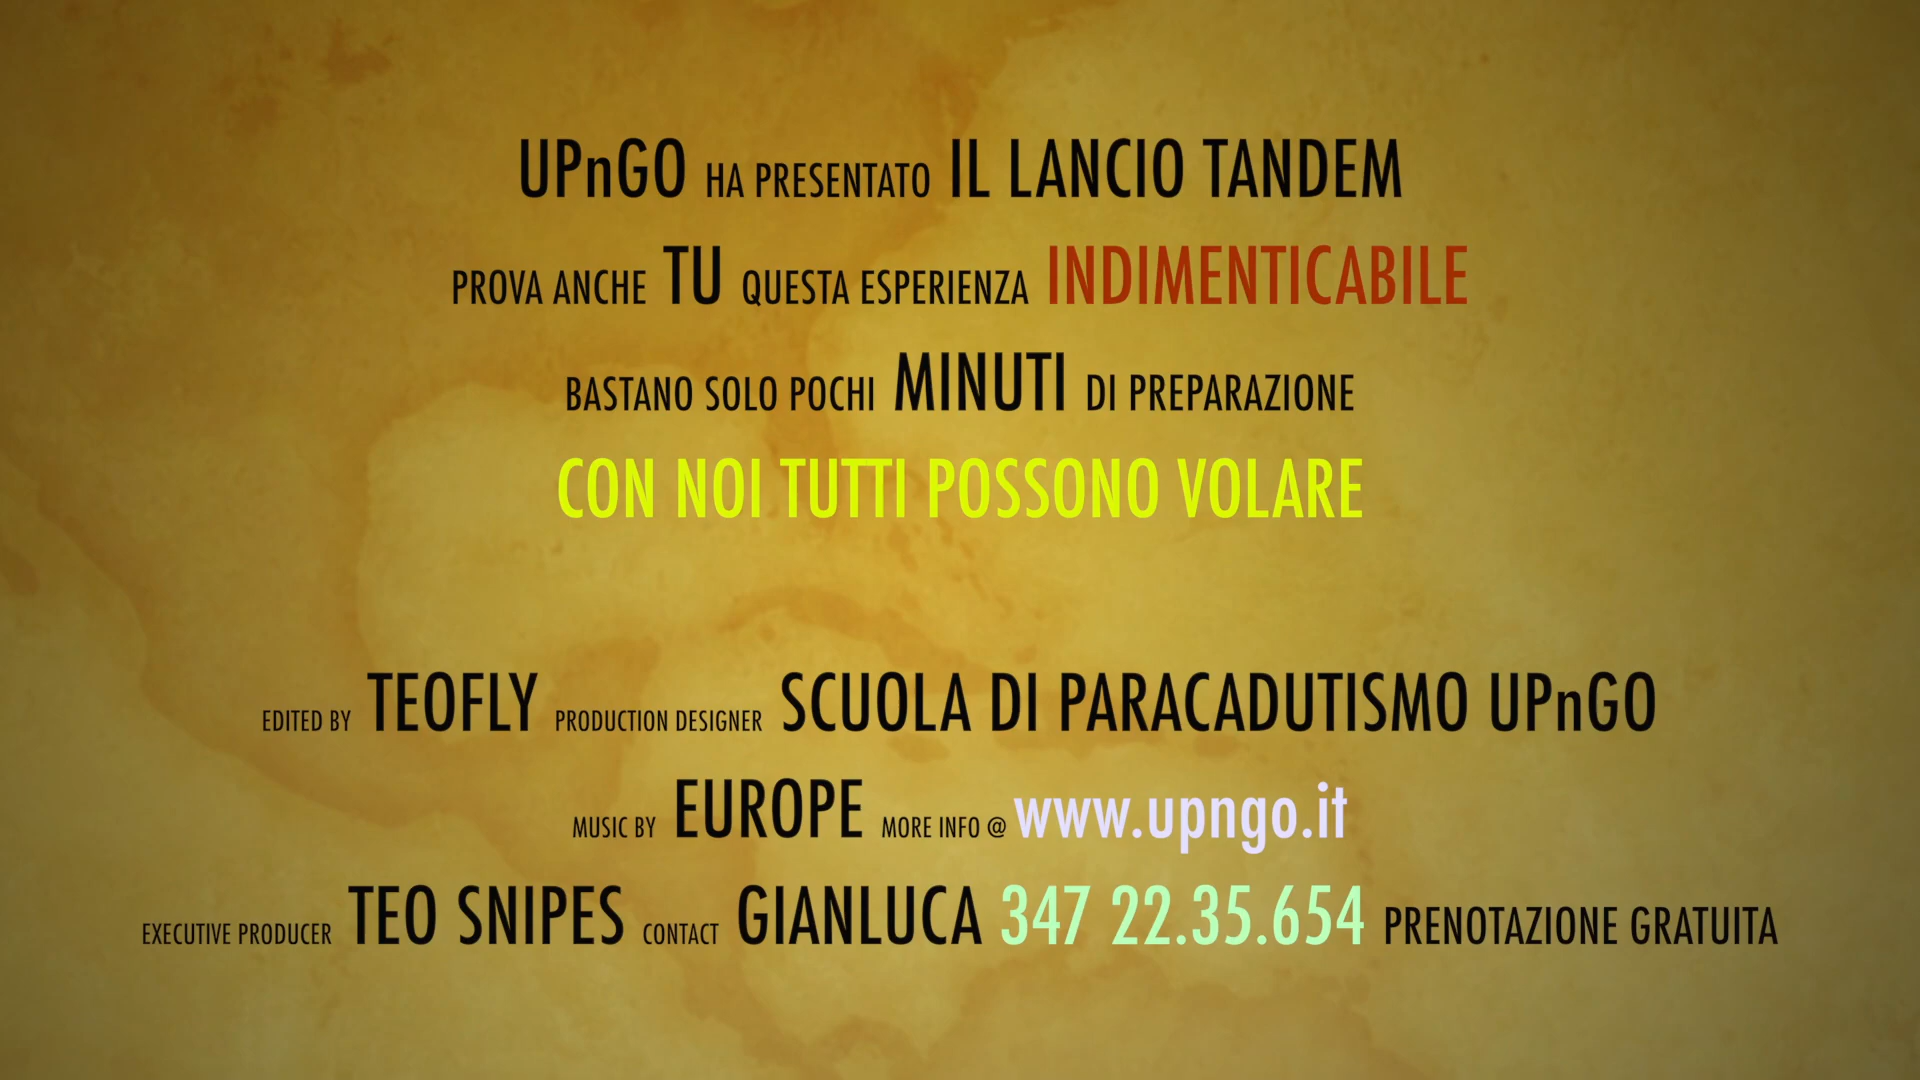 UPnGO HA PRESENTATO IL LANCIO TANDEM
PROVA ANCHE TU QUESTA ESPERIENZA INDIMENTICABILE
BASTANO SOLO POCHI MINUTI DI PREPARAZIONE
CON NOI TUTTI POSSONO VOLARE
EDITED BY TEOFLY PRODUCTION DESIGNER SCUOLA DI PARACADUTISMO UPnGO
MUSIC BY EUROPE MORE INFO @ www.upngo.it
EXECUTIVE PRODUCER TEO SNIPES CONTACT GIANLUCA 347 22.35.654 PRENOTAZIONE GRATUITA